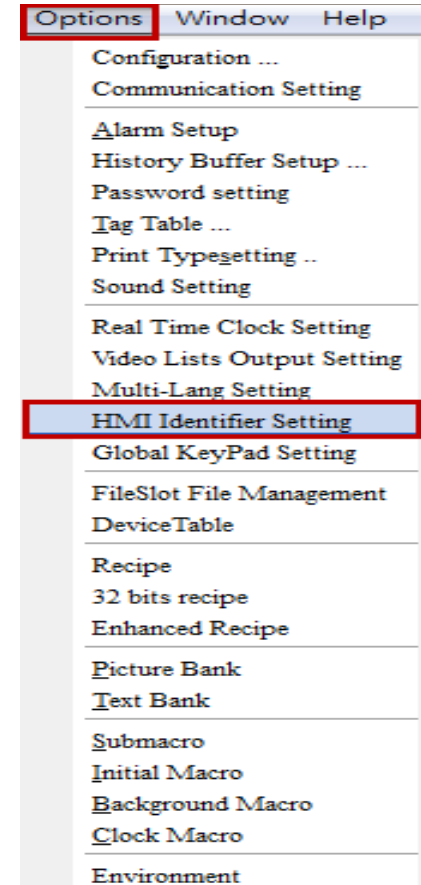 Options Window Help
Configuration ...
Communication Setting
Alarm Setup
History Buffer Setup ...
Password setting
Tag Table ...
Print Typesetting ..
Sound Setting
Real Time Clock Setting
Video Lists Output Setting
Multi-Lang Setting
HMI Identifier Setting
Global KeyPad Setting
FileSlot File Management
DeviceTable
Recipe
32 bits recipe
Enhanced Recipe
Picture Bank
Text Bank
Submacro
Initial Macro
Background Macro
Clock Macro
Environment